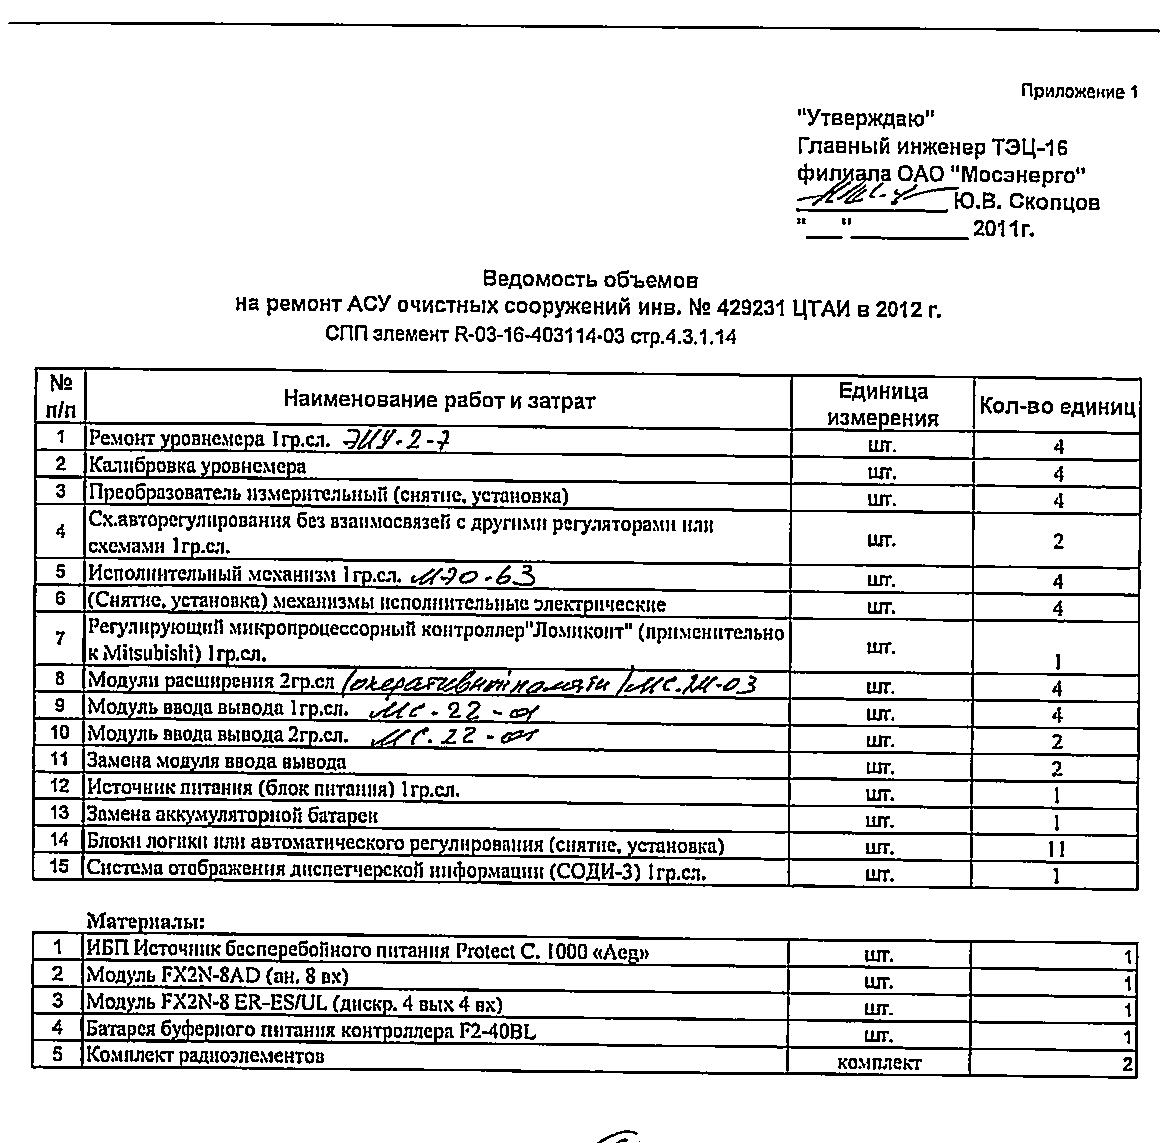 Приложение 1
"Утверждаю"
Главный инженер ТЭЦ-16
филиала ОАО "Мосэнерго"
Ю.В. Скопцов
"___"__________ 2011г.
Ведомость объемов
на ремонт АСУ очистных сооружений инв. № 429231 ЦТАИ в 2012 г.
СПП элемент R-03-16-403114-03 стр.4.3.1.14
№ п/п Наименование работ и затрат Единица измерения Кол-во единиц
1 Ремонт уровнемера 1гр.сл. ЭИУ-2-7 шт. 4
2 Калибровка уровнемера шт. 4
3 Преобразователь измерительный (снятие, установка) шт. 4
4 Сх.авторегулирования без взаимосвязей с другими регуляторами или
схемами 1гр.сл. шт. 2
5 Исполнительный механизм 1гр.сл. МЭО-63 шт. 4
6 (Снятие, установка) механизмы исполнительные электрические шт. 4
7 Регулирующий микропроцессорный контроллер"Ломиконт" (применительно
к Mitsubishi) 1гр.сл. шт. 1
8 Модули расширения 2гр.сл (оперативной памяти) шт. 4
9 Модуль ввода вывода 1гр.сл. МС-22-01 шт. 4
10 Модуль ввода вывода 2гр.сл. МС.22-01 шт. 2
11 Замена модуля ввода вывода шт. 2
12 Источник питания (блок питания) 1гр.сл. шт. 1
13 Замена аккумуляторной батареи шт. 1
14 Блоки логики или автоматического регулирования (снятие, установка) шт. 11
15 Система отображения диспетчерской информации (СОДИ-3) 1гр.сл. шт. 1
Материалы:
1 ИБП Источник бесперебойного питания Protect C. 1000 «Aeg» шт. 1
2 Модуль FX2N-8AD (ан. 8 вх) шт. 1
3 Модуль FX2N-8 ER-ES/UL (дискр. 4 вых 4 вх) шт. 1
4 Батарея буферного питания контроллера F2-40BL шт. 1
5 Комплект радиоэлементов комплект 2